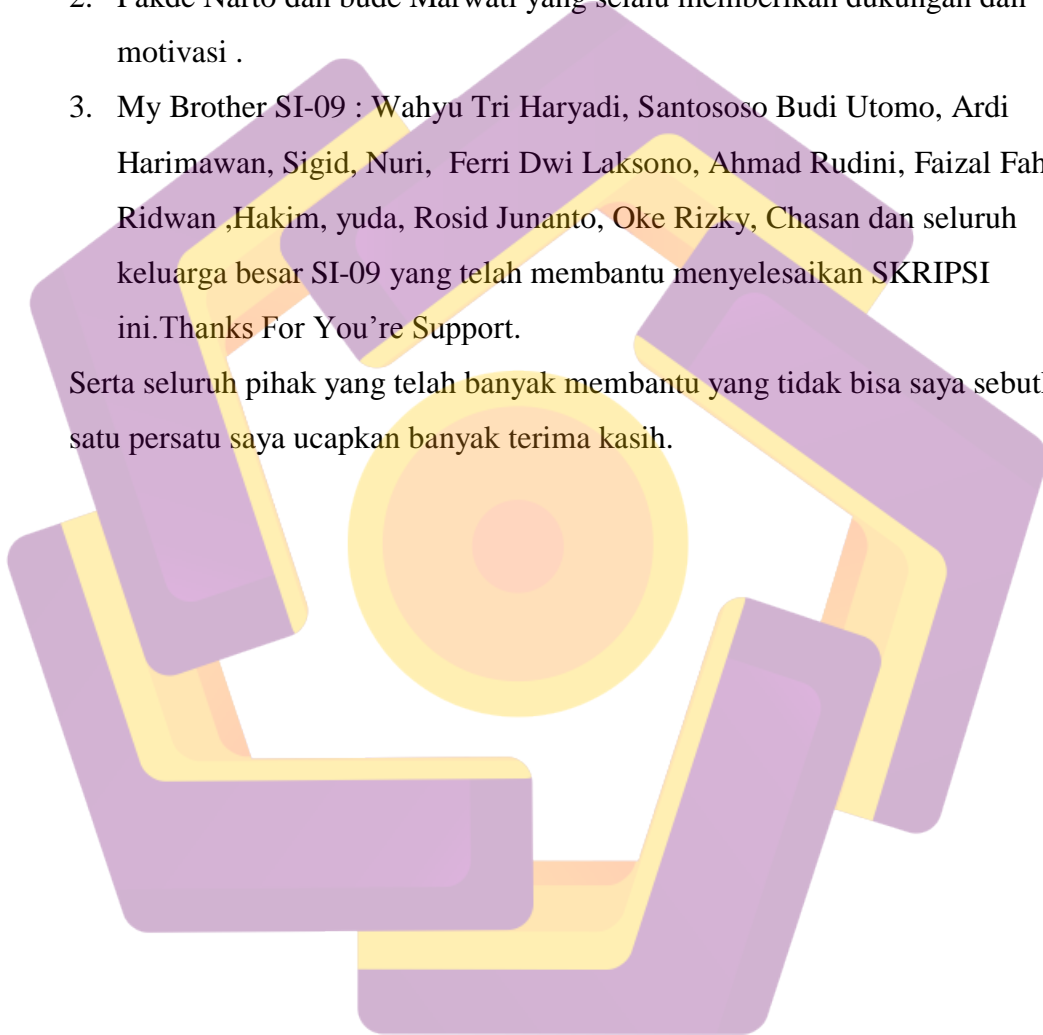 2. Pakde Narto dan bude Marwati yang selalu memberikan dukungan dan
motivasi .
3. My Brother SI-09 : Wahyu Tri Haryadi, Santososo Budi Utomo, Ardi
Harimawan, Sigid, Nuri, Ferri Dwi Laksono, Ahmad Rudini, Faizal
Ridwan ,Hakim, yuda, Rosid Junanto, Oke Rizky, Chasan dan seluruh
keluarga besar SI-09 yang telah membantu menyelesaikan SKRIPSI
ini.Thanks For You’re Support.
Serta seluruh pihak yang telah banyak membantu yang tidak bisa saya
satu persatu saya ucapkan banyak terima kasih.